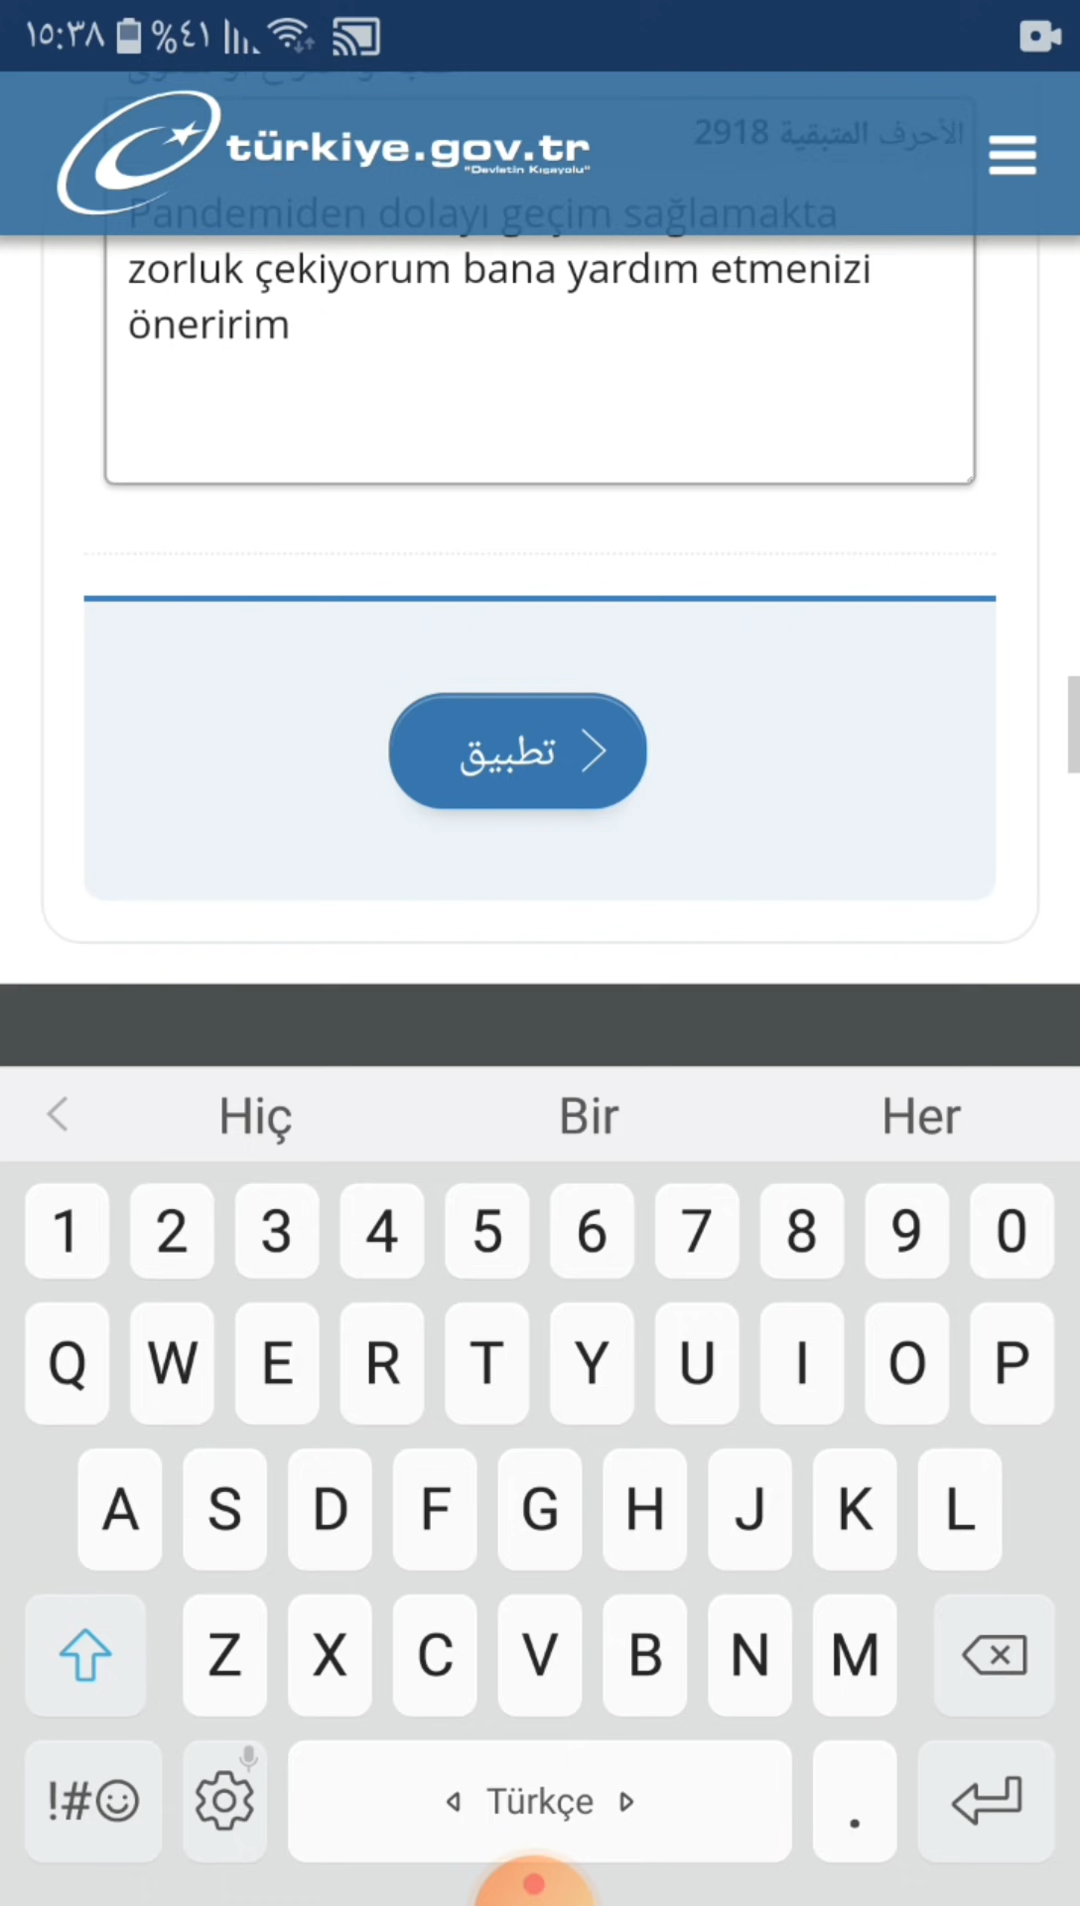 ١٥:٣٨ %٤١
türkiye.gov.tr
"Devletin Kısayolu"
الأحرف المتبقية 2918
Pandemiden dolayı geçim sağlamakta
zorluk çekiyorum bana yardım etmenizi
öneririm
تطبيق
Hiç Bir Her
1 2 3 4 5 6 7 8 9 0
Q W E R T Y U I O P
A S D F G H J K L
Z X C V B N M
!#☺ Türkçe .